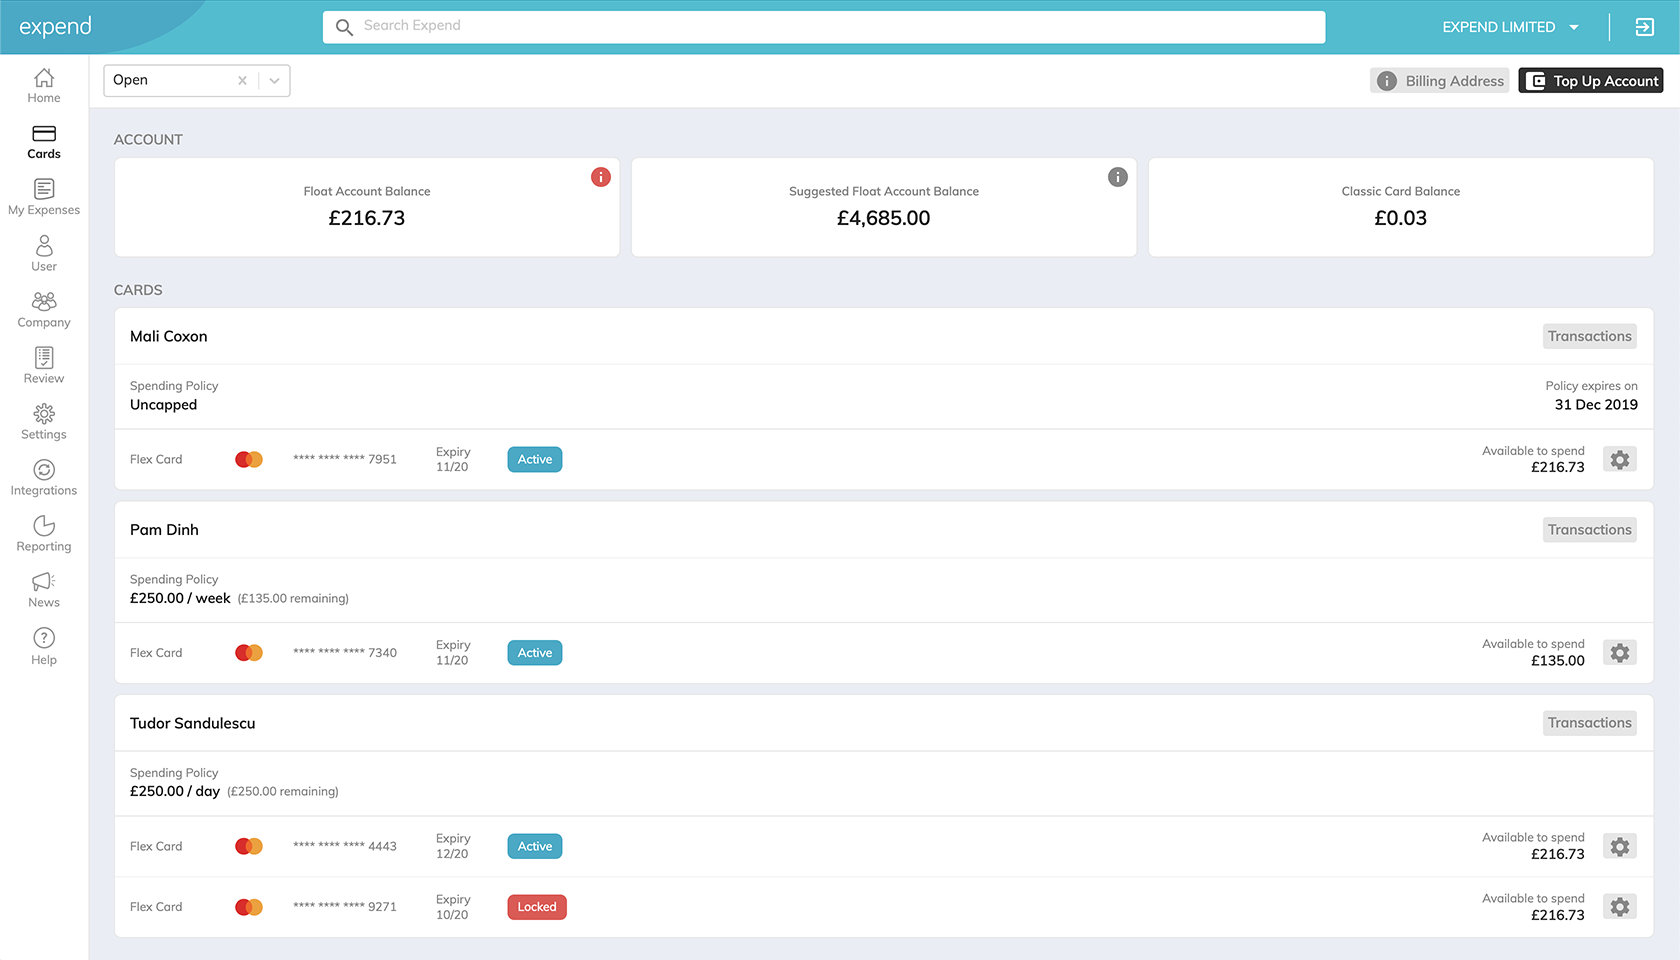 expend
Search Expend
EXPEND LIMITED
Home
Cards
My Expenses
User
Company
Review
Settings
Integrations
Reporting
News
Help
Open
Billing Address
Top Up Account
ACCOUNT
Float Account Balance
£216.73
Suggested Float Account Balance
£4,685.00
Classic Card Balance
£0.03
CARDS
Mali Coxon
Transactions
Spending Policy
Uncapped
Policy expires on
31 Dec 2019
Flex Card
**** **** **** 7951
Expiry
11/20
Active
Available to spend
£216.73
Pam Dinh
Transactions
Spending Policy
£250.00 / week (£135.00 remaining)
Flex Card
**** **** **** 7340
Expiry
11/20
Active
Available to spend
£135.00
Tudor Sandulescu
Transactions
Spending Policy
£250.00 / day (£250.00 remaining)
Flex Card
**** **** **** 4443
Expiry
12/20
Active
Available to spend
£216.73
Flex Card
**** **** **** 9271
Expiry
10/20
Locked
Available to spend
£216.73